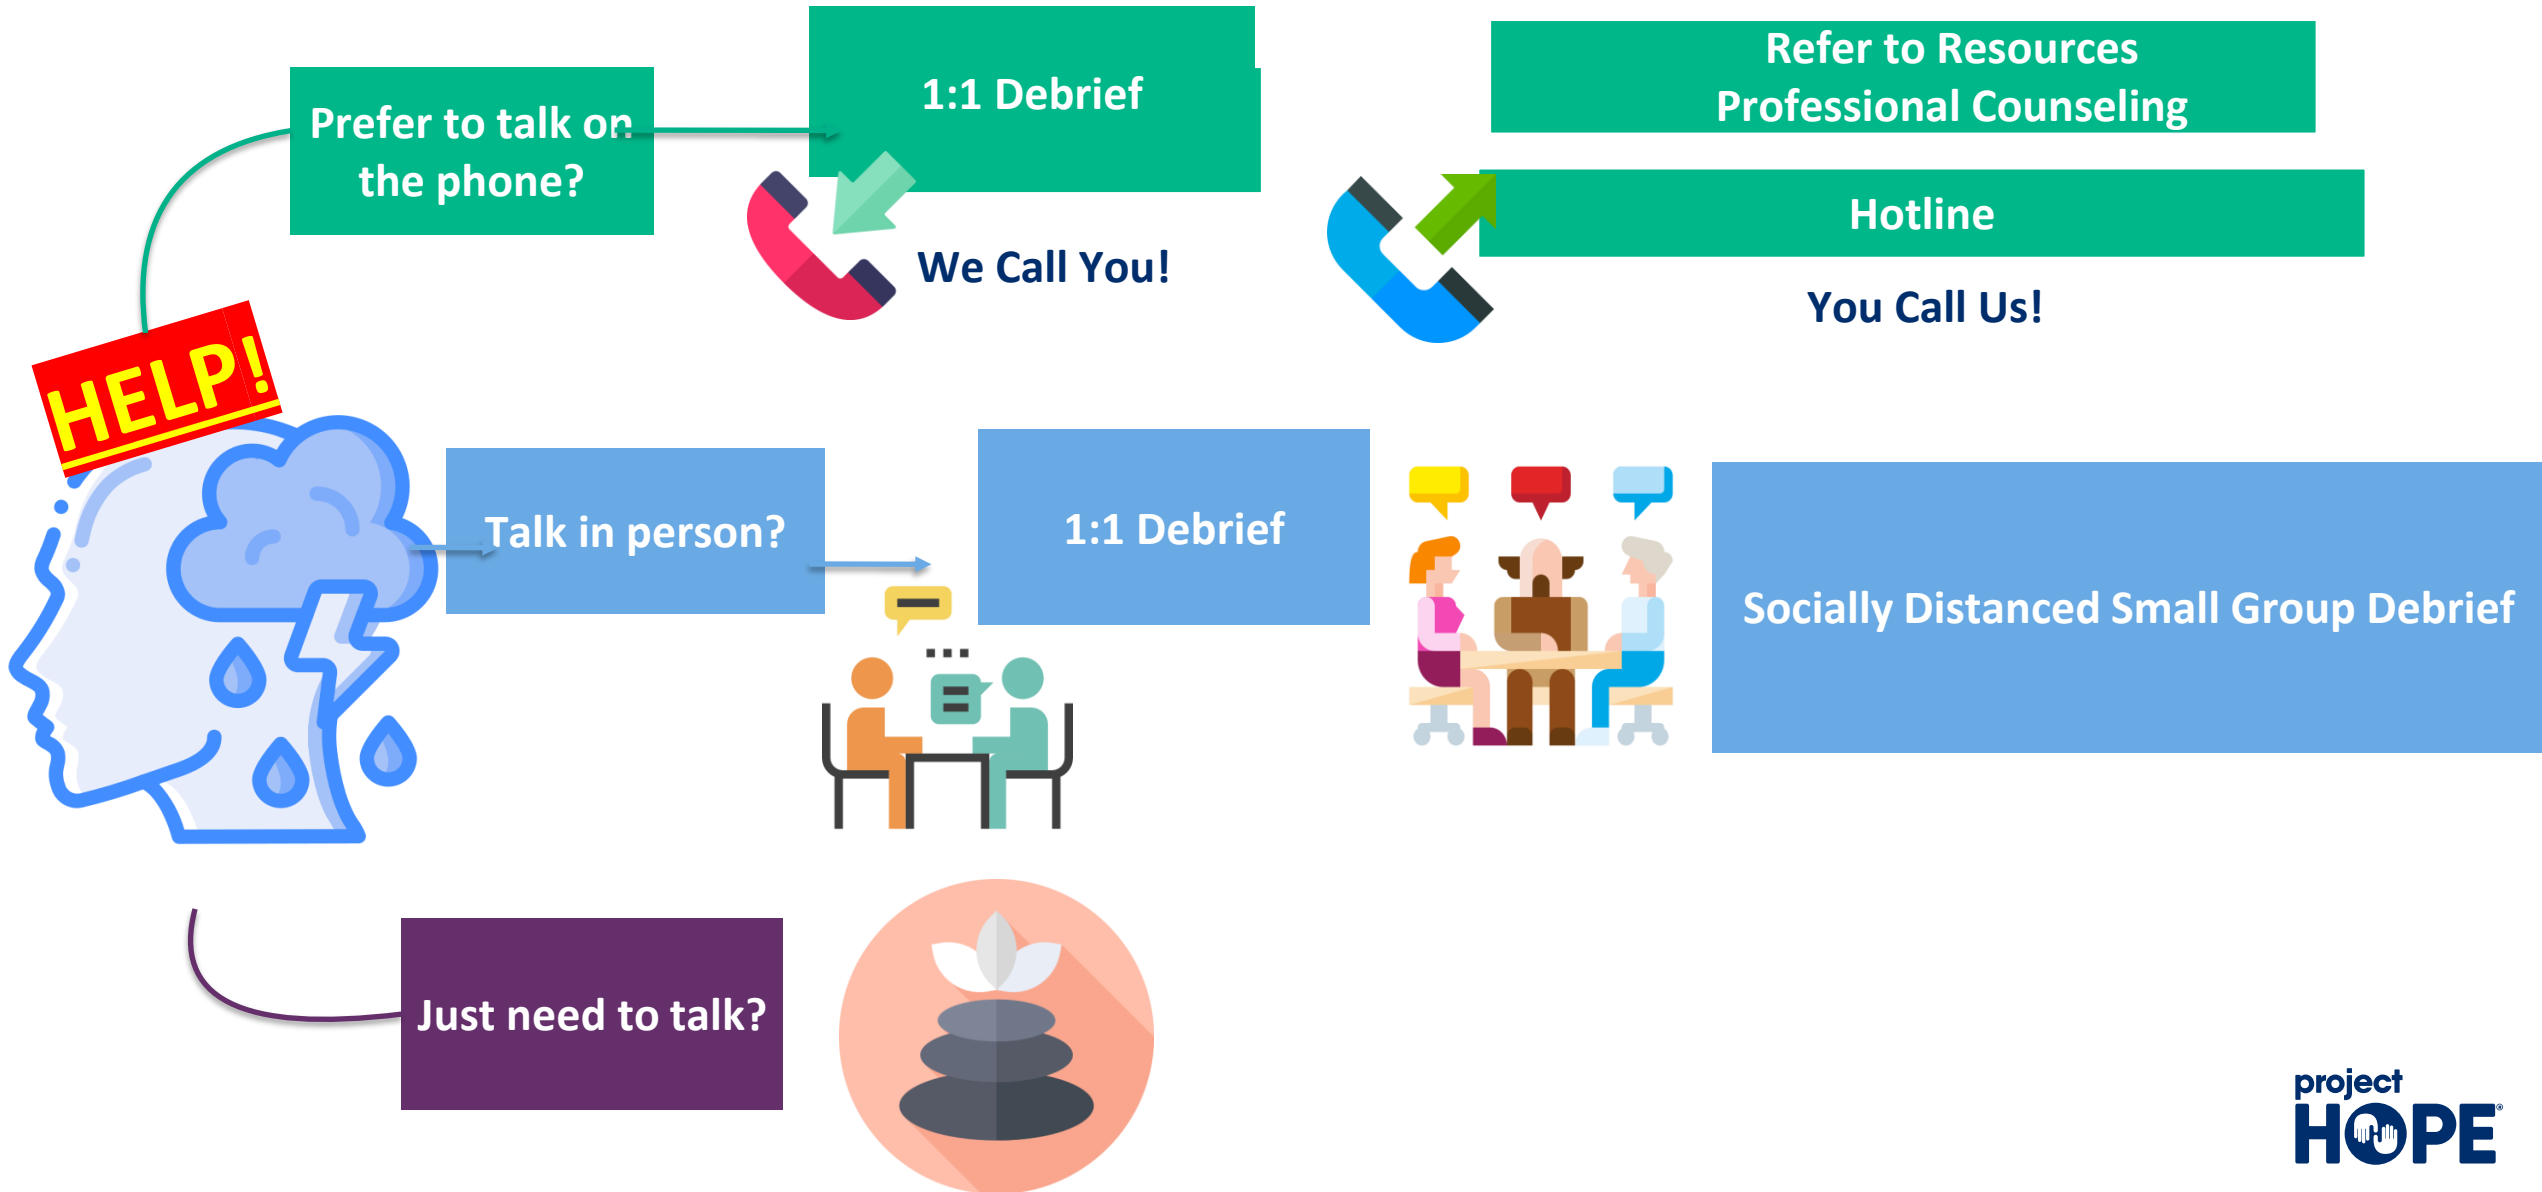 Prefer to talk on
the phone?
1:1 Debrief
We Call You!
Refer to Resources
Professional Counseling
Hotline
You Call Us!
HELP!
Talk in person?
1:1 Debrief
Socially Distanced Small Group Debrief
Just need to talk?
project
HOPE®